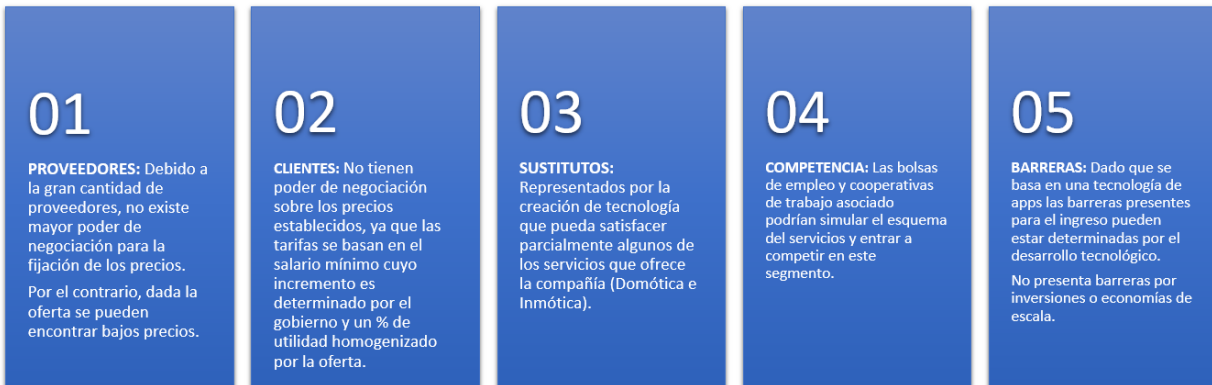 01
PROVEEDORES: Debido a
la gran cantidad de
proveedores, no existe
mayor poder de
negociación para la
fijación de los precios.
Por el contrario, dada la
oferta se pueden
encontrar bajos precios.
02
CLIENTES: No tienen
poder de negociación
sobre los precios
establecidos, ya que las
tarifas se basan en el
salario mínimo cuyo
incremento es
determinado por el
gobierno y un % de
utilidad homogenizado
por la oferta.
03
SUSTITUTOS:
Representados por la
creación de tecnología
que pueda satisfacer
parcialmente algunos de
los servicios que ofrece
la compañía (Domótica e
Inmótica).
04
COMPETENCIA: Las bolsas
de empleo y cooperativas
de trabajo asociado
podrían simular el esquema
del servicios y entrar a
competir en este
segmento.
05
BARRERAS: Dado que se
basa en una tecnología de
apps las barreras presentes
para el ingreso pueden
estar determinadas por el
desarrollo tecnológico.
No presenta barreras por
inversiones o economías de
escala.